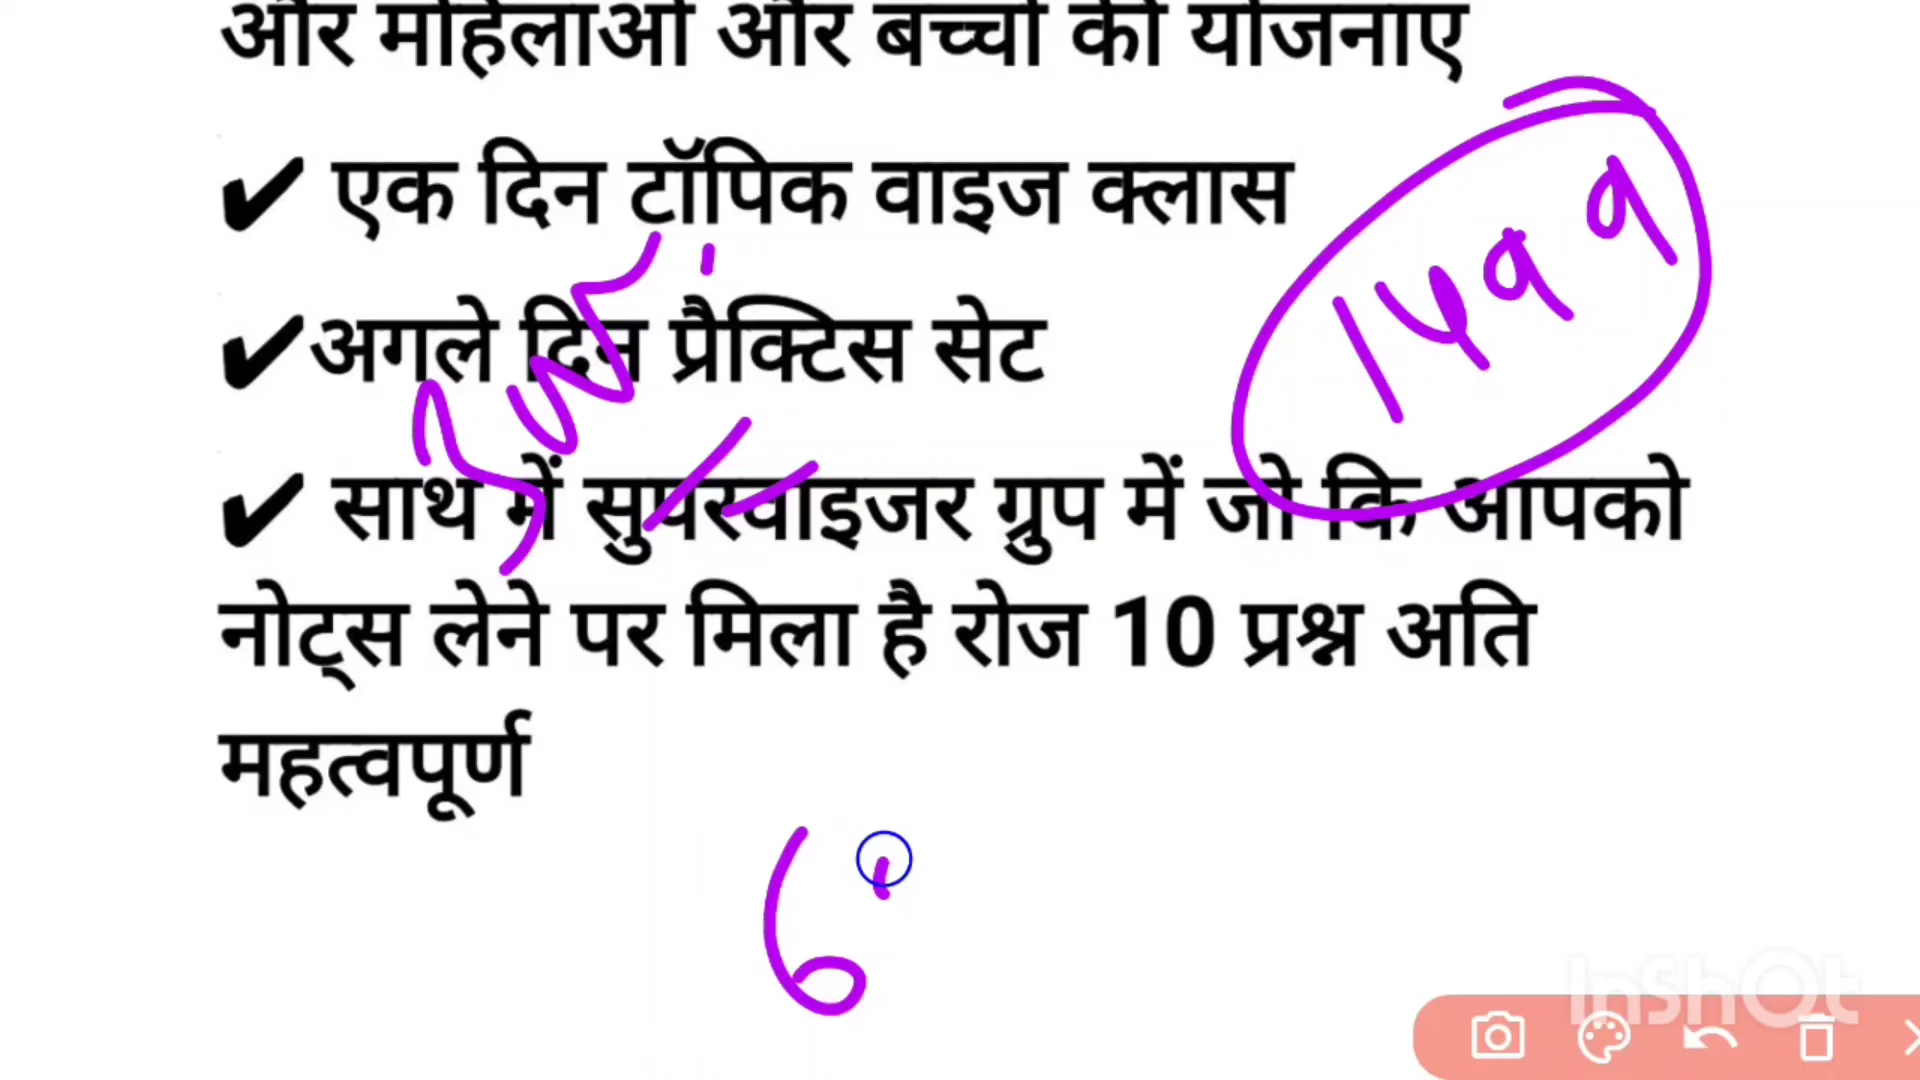 और महिलाओं और बच्चों की योजनाएं
✔ एक दिन टॉपिक वाइज क्लास
1499
✔अगले दिन प्रैक्टिस सेट
✔ साथ में सुपरवाइजर ग्रुप में जो कि आपको
नोट्स लेने पर मिला है रोज 10 प्रश्न अति
महत्वपूर्ण
6
InShOt